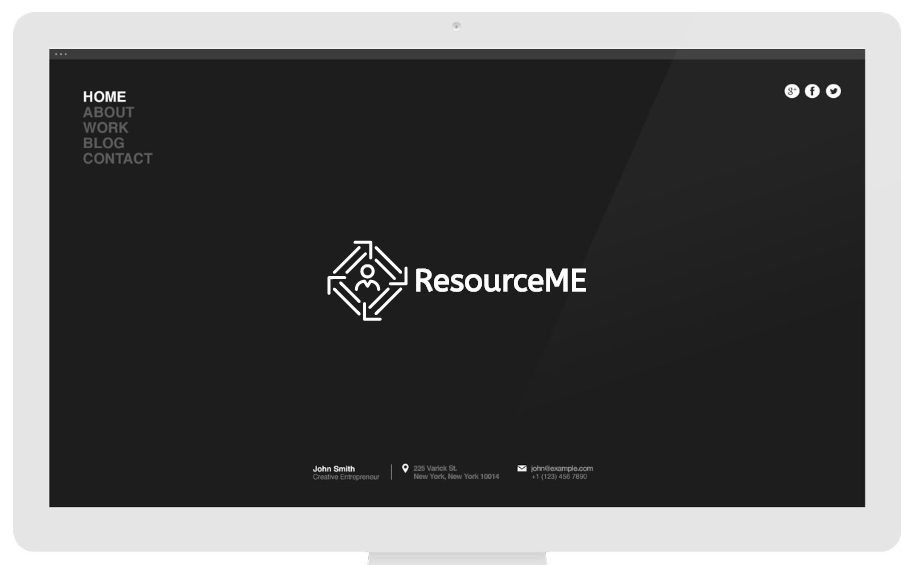 HOME
ABOUT
WORK
BLOG
CONTACT
g+ f
ResourceME
John Smith
Creative Entropreneur
225 Varick St.
New York, New York 10014
john@example.com
+1 (123) 456 7890